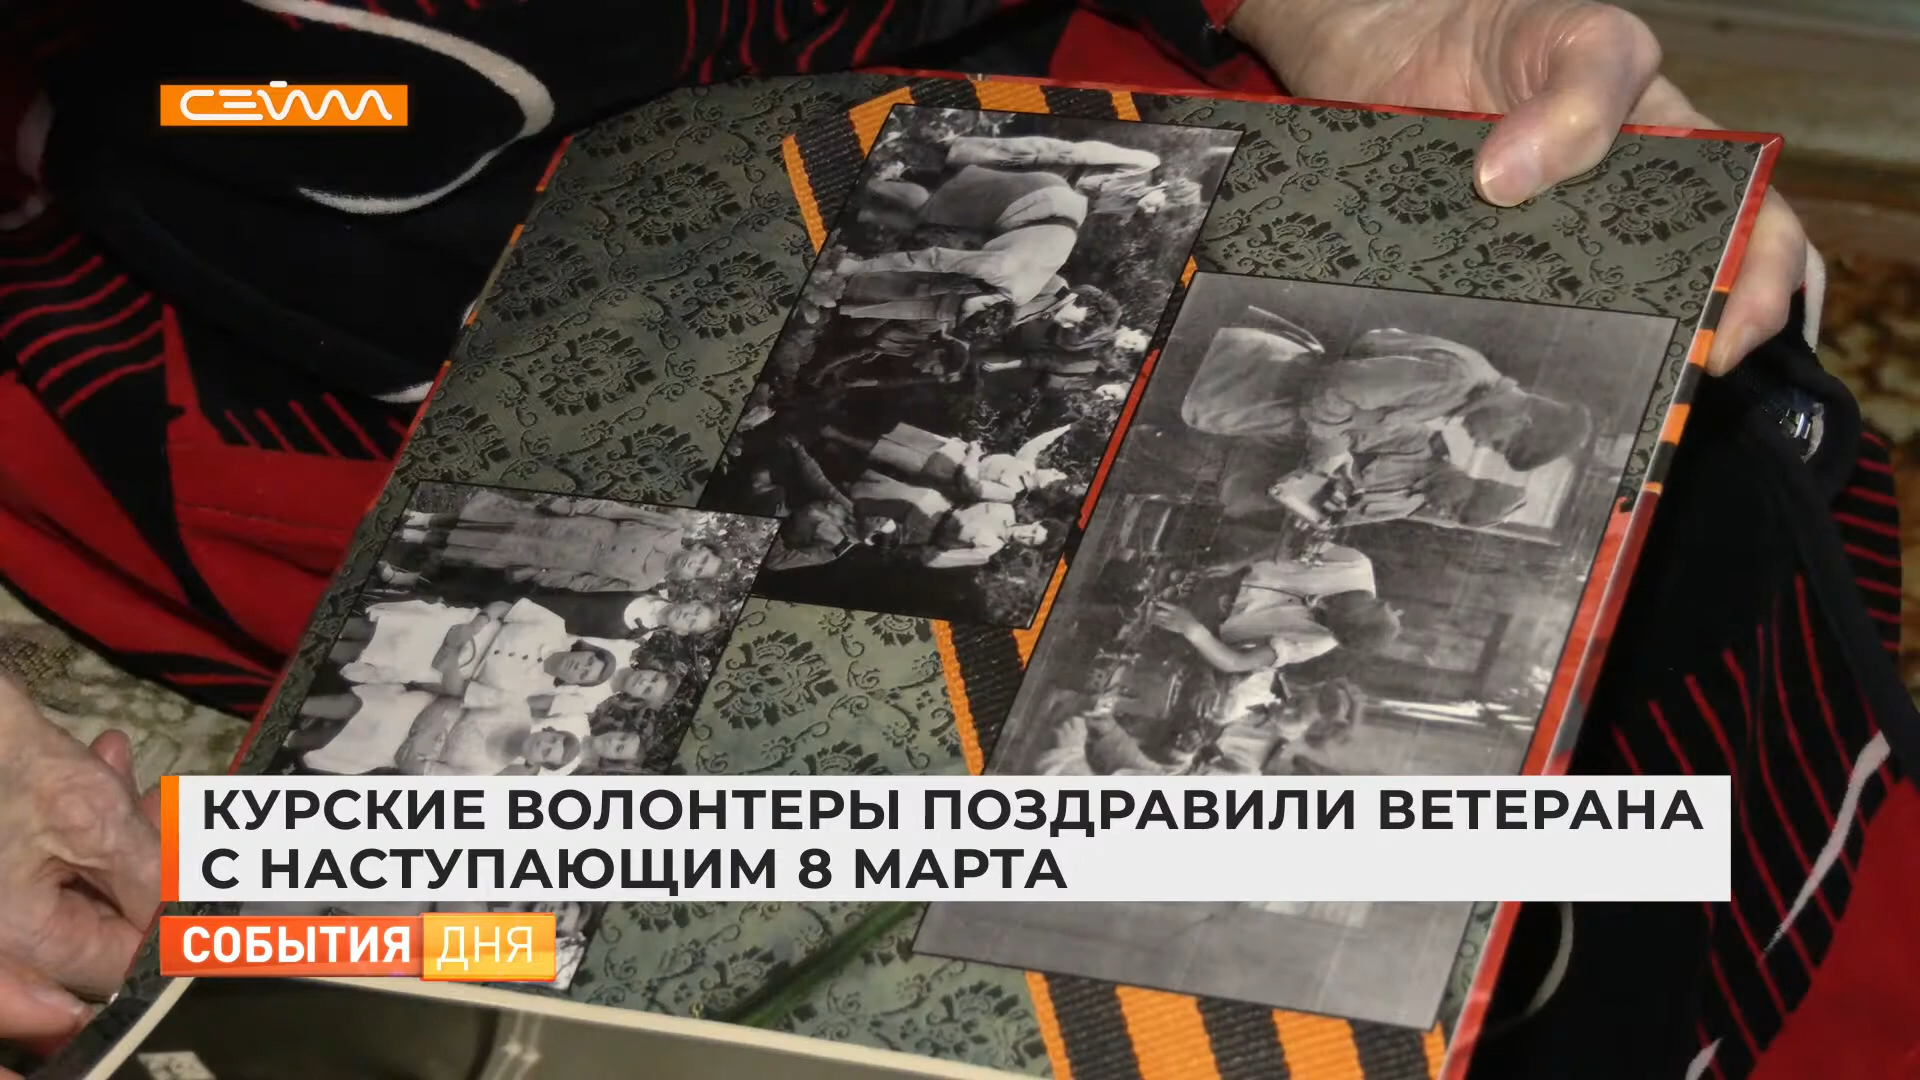 СЕЙМ
КУРСКИЕ ВОЛОНТЕРЫ ПОЗДРАВИЛИ ВЕТЕРАНА
С НАСТУПАЮЩИМ 8 МАРТА
СОБЫТИЯ ДНЯ